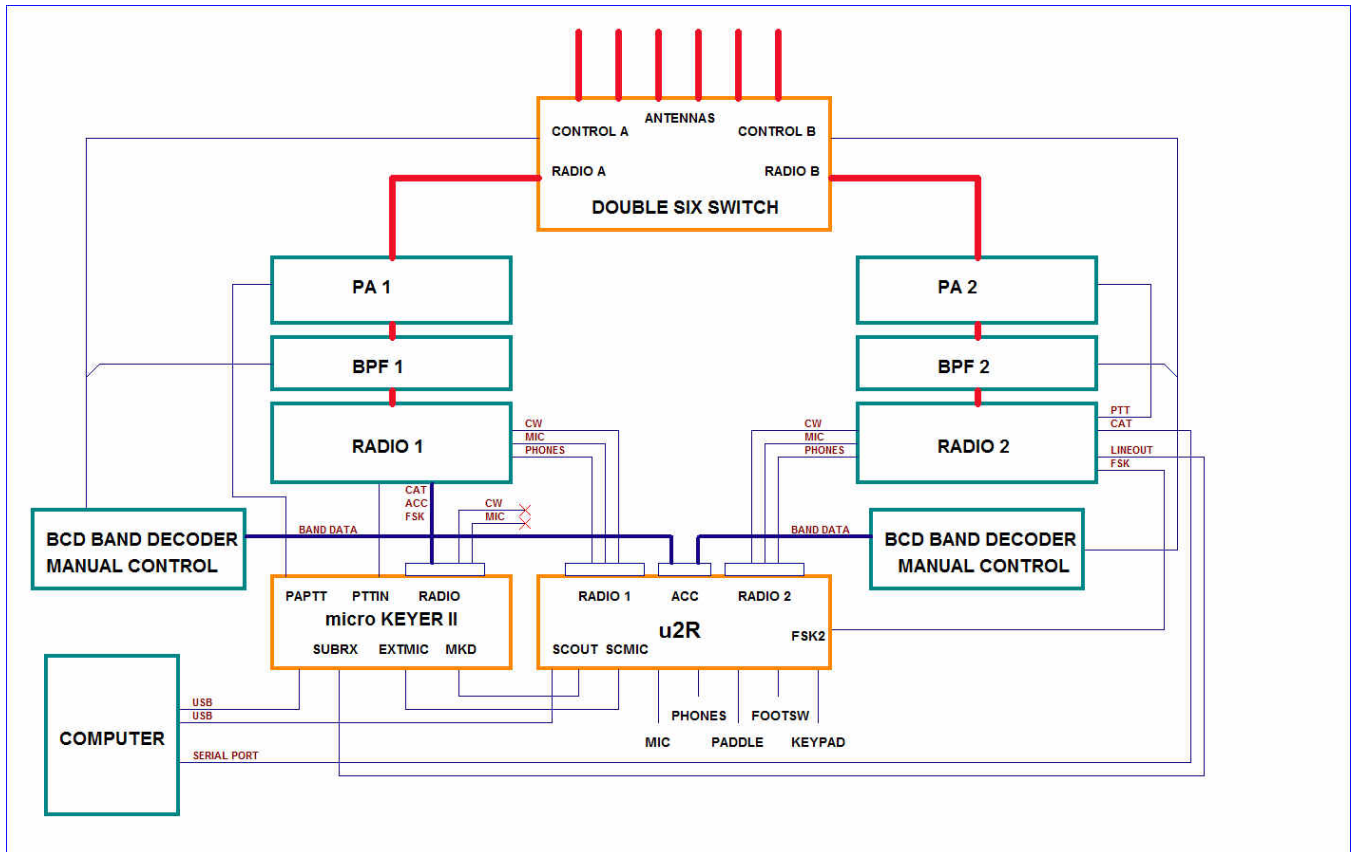 ANTENNAS
CONTROL A
CONTROL B
RADIO A
RADIO B
DOUBLE SIX SWITCH
PA 1
PA 2
BPF 1
BPF 2
RADIO 1
CW
MIC
PHONES
CW
MIC
PHONES
RADIO 2
PTT
CAT
LINEOUT
FSK
CAT
ACC
FSK
CW
MIC
BAND DATA
BAND DATA
BCD BAND DECODER
MANUAL CONTROL
BCD BAND DECODER
MANUAL CONTROL
PAPTT
PTTIN
RADIO
micro KEYER II
SUBRX
EXTMIC
MKD
RADIO 1
ACC
RADIO 2
u2R
FSK2
SCOUT
SCMIC
COMPUTER
USB
USB
SERIAL PORT
PHONES
FOOTSW
MIC
PADDLE
KEYPAD